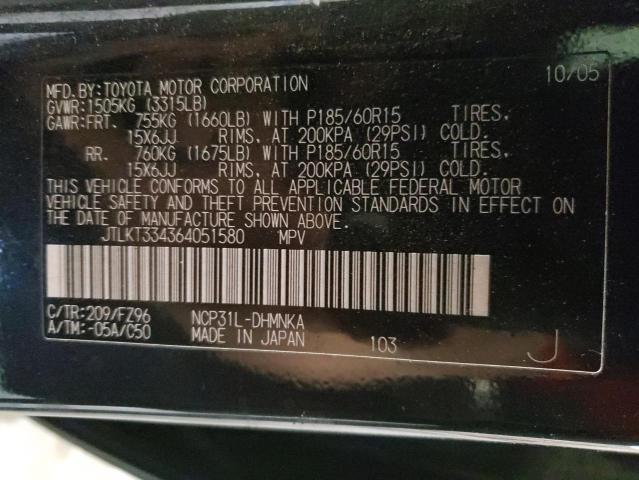 MFD.BY:TOYOTA MOTOR CORPORATION 10/05
GVWR:1505KG (3315LB)
GAWR:FRT. 755KG (1660LB) WITH P185/60R15 TIRES,
15X6JJ RIMS, AT 200KPA (29PSI) COLD.
RR. 760KG (1675LB) WITH P185/60R15 TIRES,
15X6JJ RIMS, AT 200KPA (29PSI) COLD.
THIS VEHICLE CONFORMS TO ALL APPLICABLE FEDERAL MOTOR
VEHICLE SAFETY AND THEFT PREVENTION STANDARDS IN EFFECT ON
THE DATE OF MANUFACTURE SHOWN ABOVE.
JTLKT334364051580 MPV
C/TR:209/FZ96 NCP31L-DHMNKA
A/TM:-05A/C50 MADE IN JAPAN 103 J